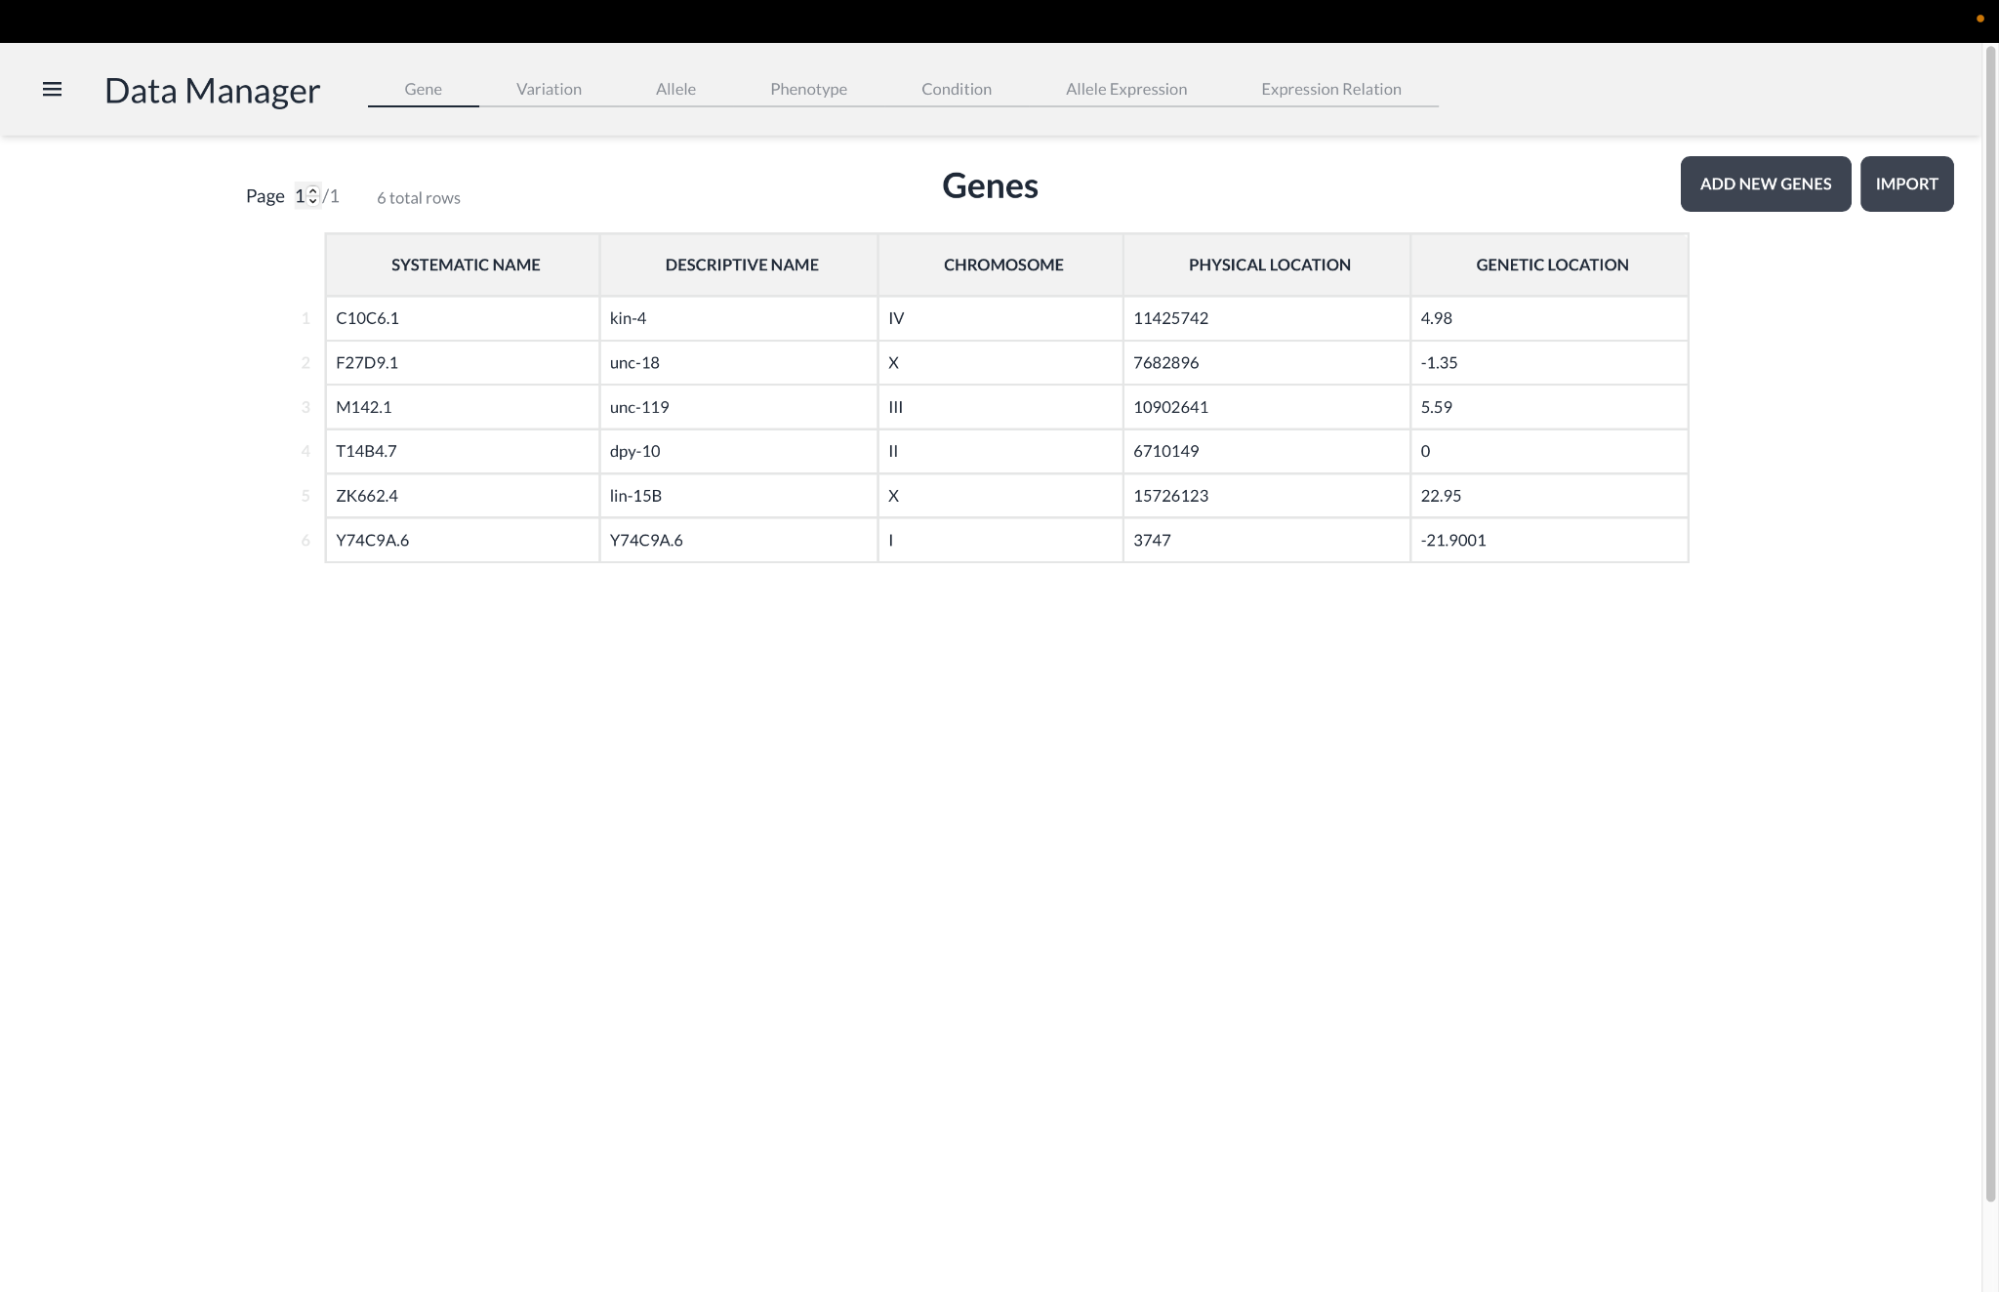 Data Manager Gene Variation Allele Phenotype Condition Allele Expression Expression Relation
Page 1/1 6 total rows Genes ADD NEW GENES IMPORT
SYSTEMATIC NAME DESCRIPTIVE NAME CHROMOSOME PHYSICAL LOCATION GENETIC LOCATION
1 C10C6.1 kin-4 IV 11425742 4.98
2 F27D9.1 unc-18 X 7682896 -1.35
3 M142.1 unc-119 III 10902641 5.59
4 T14B4.7 dpy-10 II 6710149 0
5 ZK662.4 lin-15B X 15726123 22.95
6 Y74C9A.6 Y74C9A.6 I 3747 -21.9001